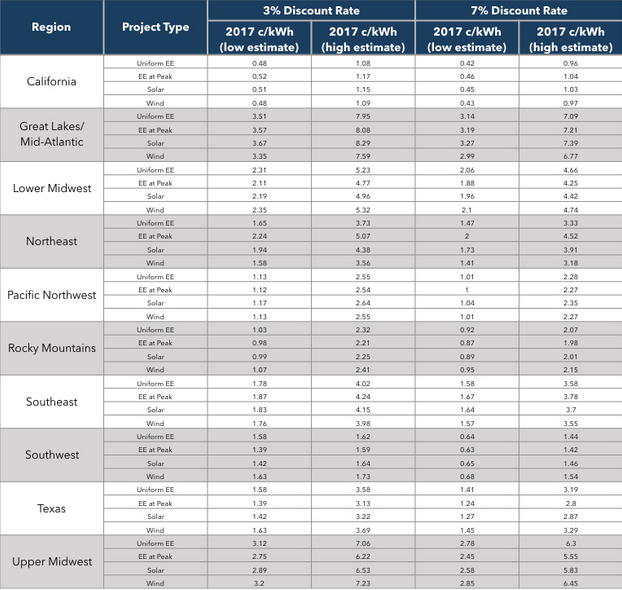 Region Project Type 3% Discount Rate 7% Discount Rate
2017 c/kWh (low estimate) 2017 c/kWh (high estimate) 2017 c/kWh (low estimate) 2017 c/kWh (high estimate)
California
Uniform EE 0.48 1.08 0.42 0.96
EE at Peak 0.52 1.17 0.46 1.04
Solar 0.51 1.15 0.45 1.03
Wind 0.48 1.09 0.43 0.97
Great Lakes/
Mid-Atlantic
Uniform EE 3.51 7.95 3.14 7.09
EE at Peak 3.57 8.08 3.19 7.21
Solar 3.67 8.29 3.27 7.39
Wind 3.35 7.59 2.99 6.77
Lower Midwest
Uniform EE 2.31 5.23 2.06 4.66
EE at Peak 2.11 4.77 1.88 4.25
Solar 2.19 4.96 1.96 4.42
Wind 2.35 5.32 2.1 4.74
Northeast
Uniform EE 1.65 3.73 1.47 3.33
EE at Peak 2.24 5.07 2 4.52
Solar 1.94 4.38 1.73 3.91
Wind 1.58 3.56 1.41 3.18
Pacific Northwest
Uniform EE 1.13 2.55 1.01 2.28
EE at Peak 1.12 2.54 1 2.27
Solar 1.17 2.64 1.04 2.35
Wind 1.13 2.55 1.01 2.27
Rocky Mountains
Uniform EE 1.03 2.32 0.92 2.07
EE at Peak 0.98 2.21 0.87 1.98
Solar 0.99 2.25 0.89 2.01
Wind 1.07 2.41 0.95 2.15
Southeast
Uniform EE 1.78 4.02 1.58 3.58
EE at Peak 1.87 4.24 1.67 3.78
Solar 1.83 4.15 1.64 3.7
Wind 1.76 3.98 1.57 3.55
Southwest
Uniform EE 1.58 1.62 0.64 1.44
EE at Peak 1.39 1.59 0.63 1.42
Solar 1.42 1.64 0.65 1.46
Wind 1.63 1.73 0.68 1.54
Texas
Uniform EE 1.58 3.58 1.41 3.19
EE at Peak 1.39 3.13 1.24 2.8
Solar 1.42 3.22 1.27 2.87
Wind 1.63 3.69 1.45 3.29
Upper Midwest
Uniform EE 3.12 7.06 2.78 6.3
EE at Peak 2.75 6.22 2.45 5.55
Solar 2.89 6.53 2.58 5.83
Wind 3.2 7.23 2.85 6.45